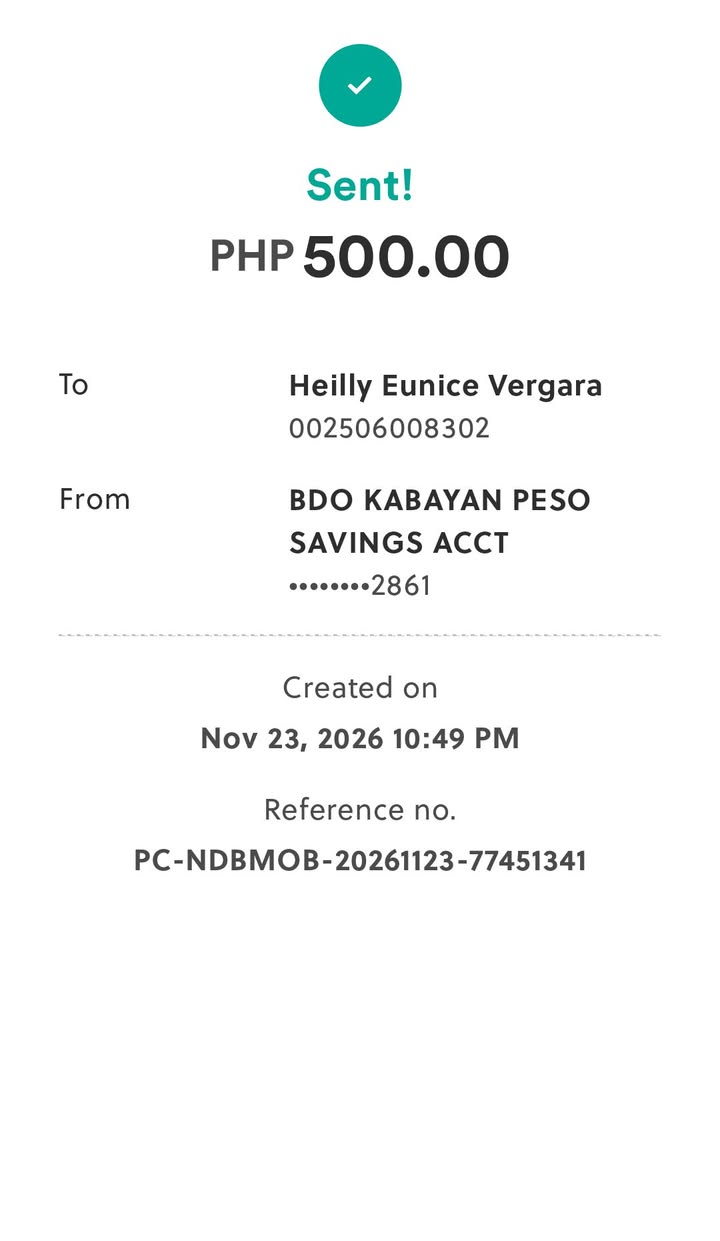 Sent!
PHP 500.00
To
Heilly Eunice Vergara
002506008302
From
BDO KABAYAN PESO
SAVINGS ACCT
••••••••2861
Created on
Nov 23, 2026 10:49 PM
Reference no.
PC-NDBMOB-20261123-77451341